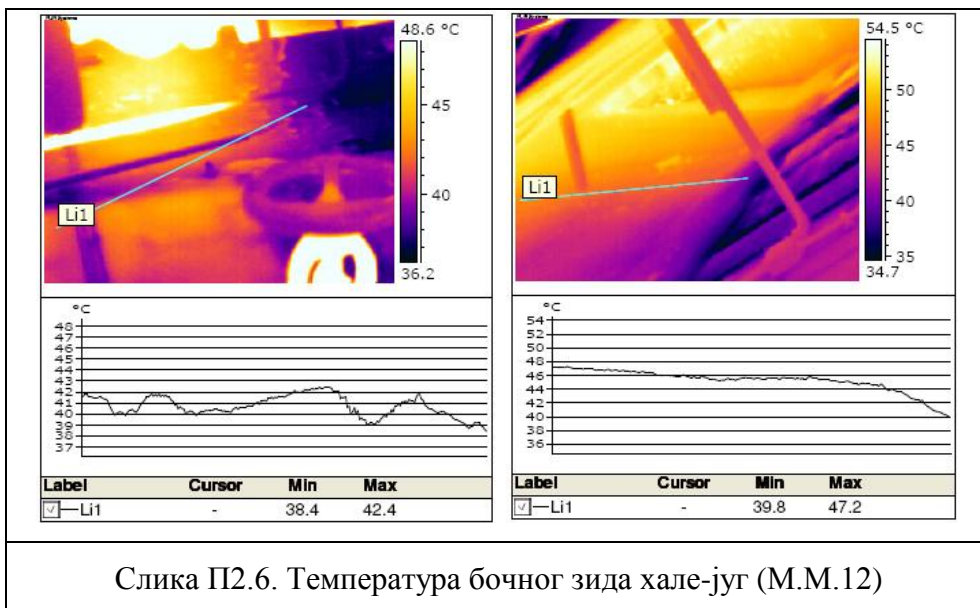 48.6 °C
45
40
36.2
Li1
54.5 °C
50
45
40
35
34.7
Li1
°C
48
47
46
45
44
43
42
41
40
39
38
37
Label Cursor Min Max
Li1 - 38.4 42.4
°C
54
52
50
48
46
44
42
40
38
36
Label Cursor Min Max
Li1 - 39.8 47.2
Слика П2.6. Температура бочног зида хале-југ (М.М.12)